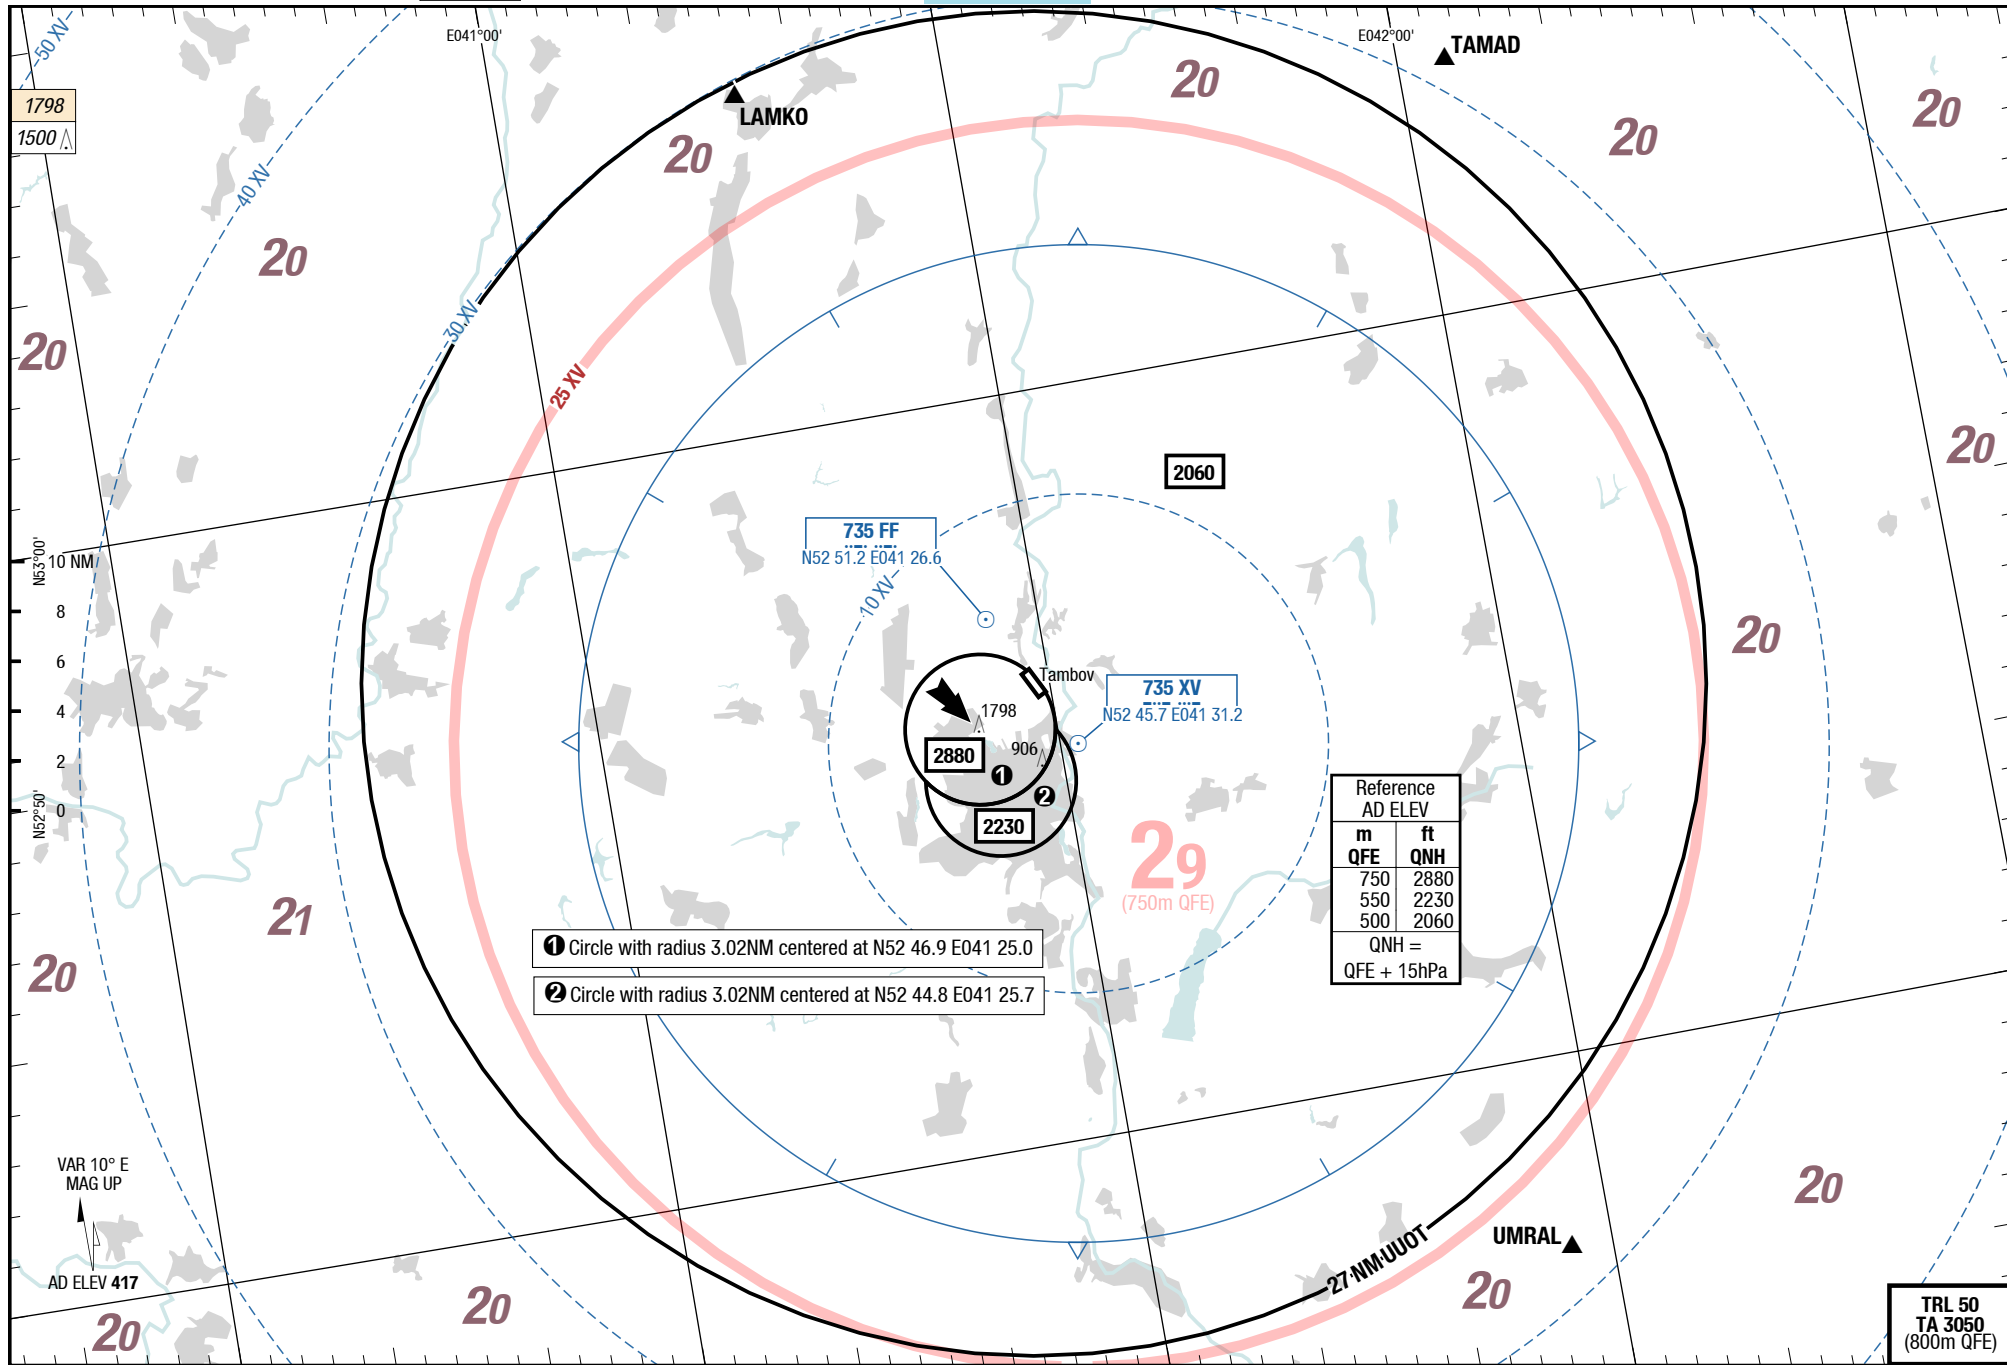 50 XV
E041°00'
E042°00'
TAMAD
20
20
20
1798
1500
LAMKO
20
40 XV
20
20
30 XV
25 XV
20
2060
735 FF
N52 51.2 E041 26.6
N53°00'
10 NM
10 XV
8
6
4
2
0
N52°50'
20
Tambov
735 XV
N52 45.7 E041 31.2
1798
2880
906
1
2
2230
Reference
AD ELEV
m ft
QFE QNH
750 2880
550 2230
500 2060
QNH =
QFE + 15hPa
29
(750m QFE)
21
20
1 Circle with radius 3.02NM centered at N52 46.9 E041 25.0
2 Circle with radius 3.02NM centered at N52 44.8 E041 25.7
VAR 10° E
MAG UP
AD ELEV 417
20
20
27 NM UUOT
UMRAL
20
20
TRL 50
TA 3050
(800m QFE)